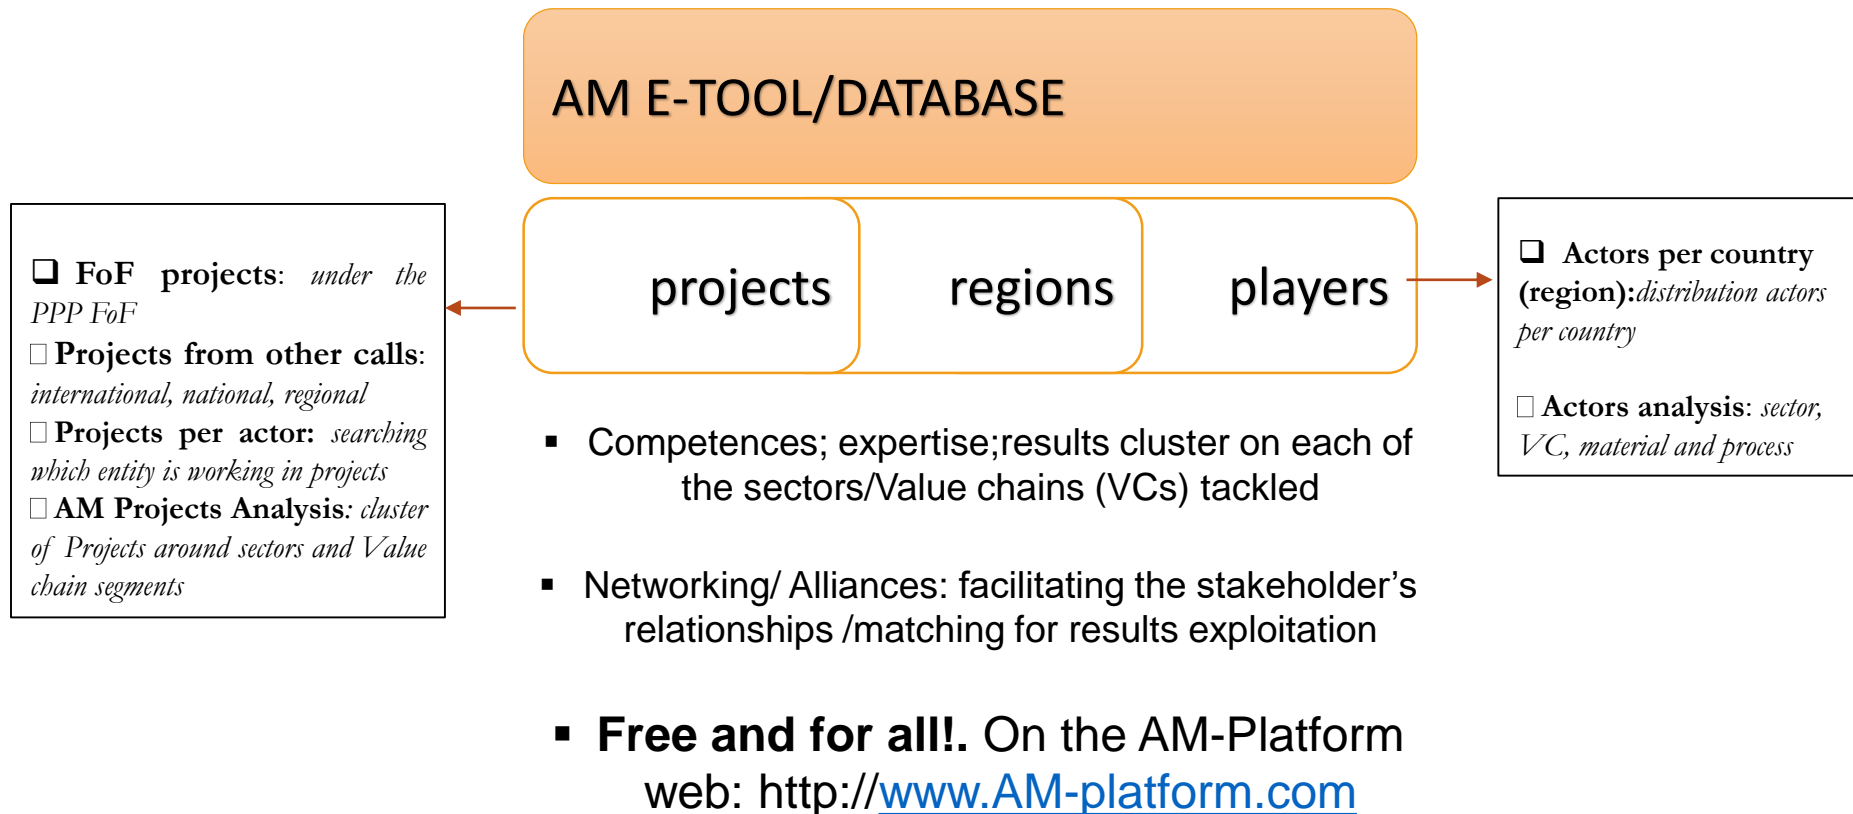 AM E-TOOL/DATABASE
projects
regions
players
❑ FoF projects: under the
PPP FoF
□ Projects from other calls:
international, national, regional
□ Projects per actor: searching
which entity is working in projects
□ AM Projects Analysis: cluster
of Projects around sectors and Value
chain segments
❑ Actors per country
(region):distribution actors
per country
□ Actors analysis: sector,
VC, material and process
▪ Competences; expertise;results cluster on each of
the sectors/Value chains (VCs) tackled
▪ Networking/ Alliances: facilitating the stakeholder’s
relationships /matching for results exploitation
▪ Free and for all!. On the AM-Platform
web: http://www.AM-platform.com